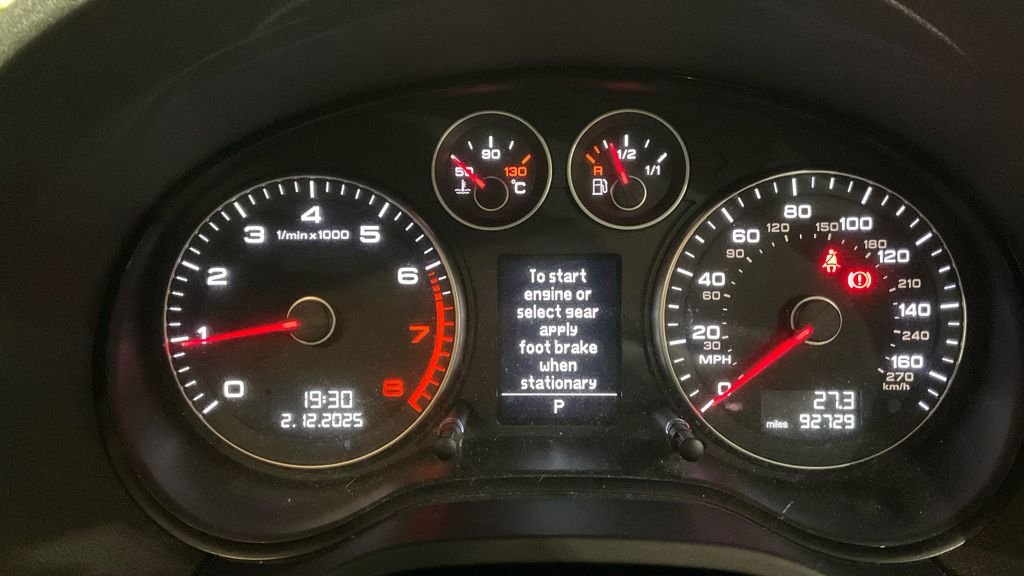 50
90
130
°C
R
1/2
1/1
0
1
2
3
4
5
6
7
8
1/min x 1000
19:30
2.12.2025
To start
engine or
select gear
apply
foot brake
when
stationary
P
0
20
40
60
80
100
120
140
160
MPH
30
60
90
120
150
180
210
240
270
km/h
27.3
miles 92729